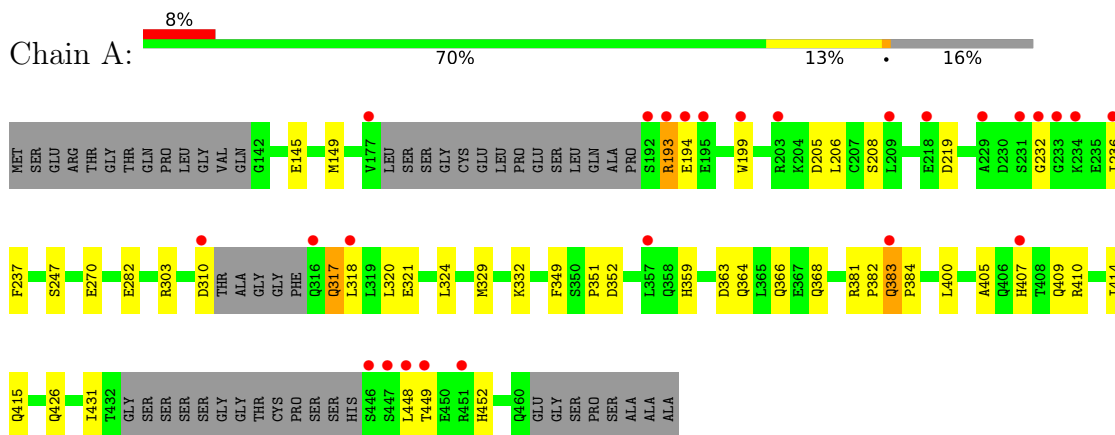 8%
Chain A:
70% 13% • 16%
MET SER GLU ARG THR GLY THR GLN PRO LEU GLY VAL GLN G142 E145 M149 V177 LEU SER SER GLY CYS GLU LEU PRO GLU SER LEU GLN ALA PRO S192 R193 E194 E195 W199 R203 K204 D205 L206 C207 S208 L209 E218 D219 A229 D230 S231 G232 G233 K234 E235 I236
F237 S247 E270 E282 R303 D310 THR ALA GLY GLY PHE Q316 Q317 L318 L319 L320 E321 L324 M329 K332 F349 S350 P351 D352 L357 Q358 H359 D363 Q364 L365 Q366 E367 Q368 R381 P382 Q383 P384 L400 A405 Q406 H407 T408 Q409 R410 I414
Q415 Q426 I431 T432 GLY SER SER SER SER GLY GLY THR CYS PRO SER SER HIS S446 S447 L448 T449 E450 R451 H452 Q460 GLU GLY SER PRO SER ALA ALA ALA